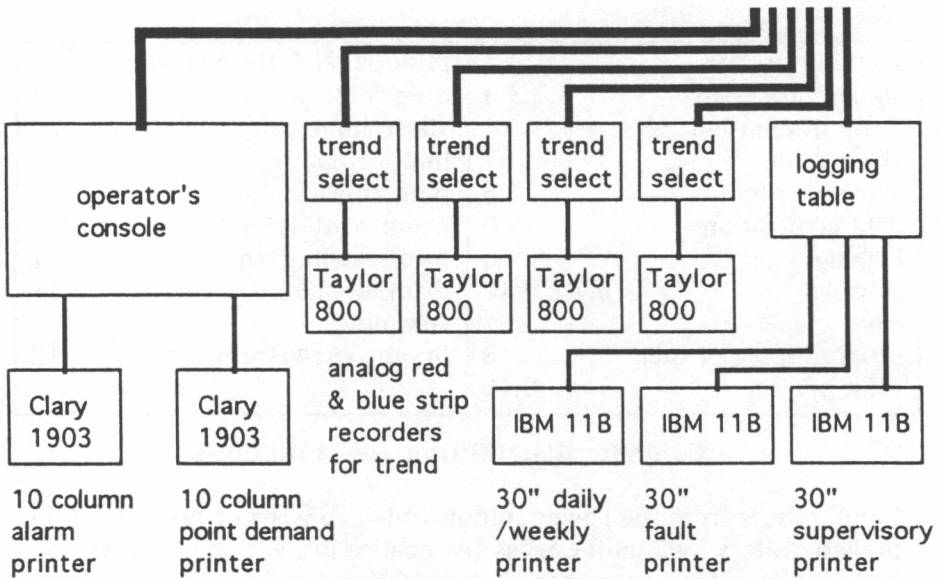 operator's
console
trend
select
trend
select
trend
select
trend
select
logging
table
Taylor
800
Taylor
800
Taylor
800
Taylor
800
Clary
1903
Clary
1903
analog red
& blue strip
recorders
for trend
IBM 11B
IBM 11B
IBM 11B
10 column
alarm
printer
10 column
point demand
printer
30" daily
/weekly
printer
30"
fault
printer
30"
supervisory
printer